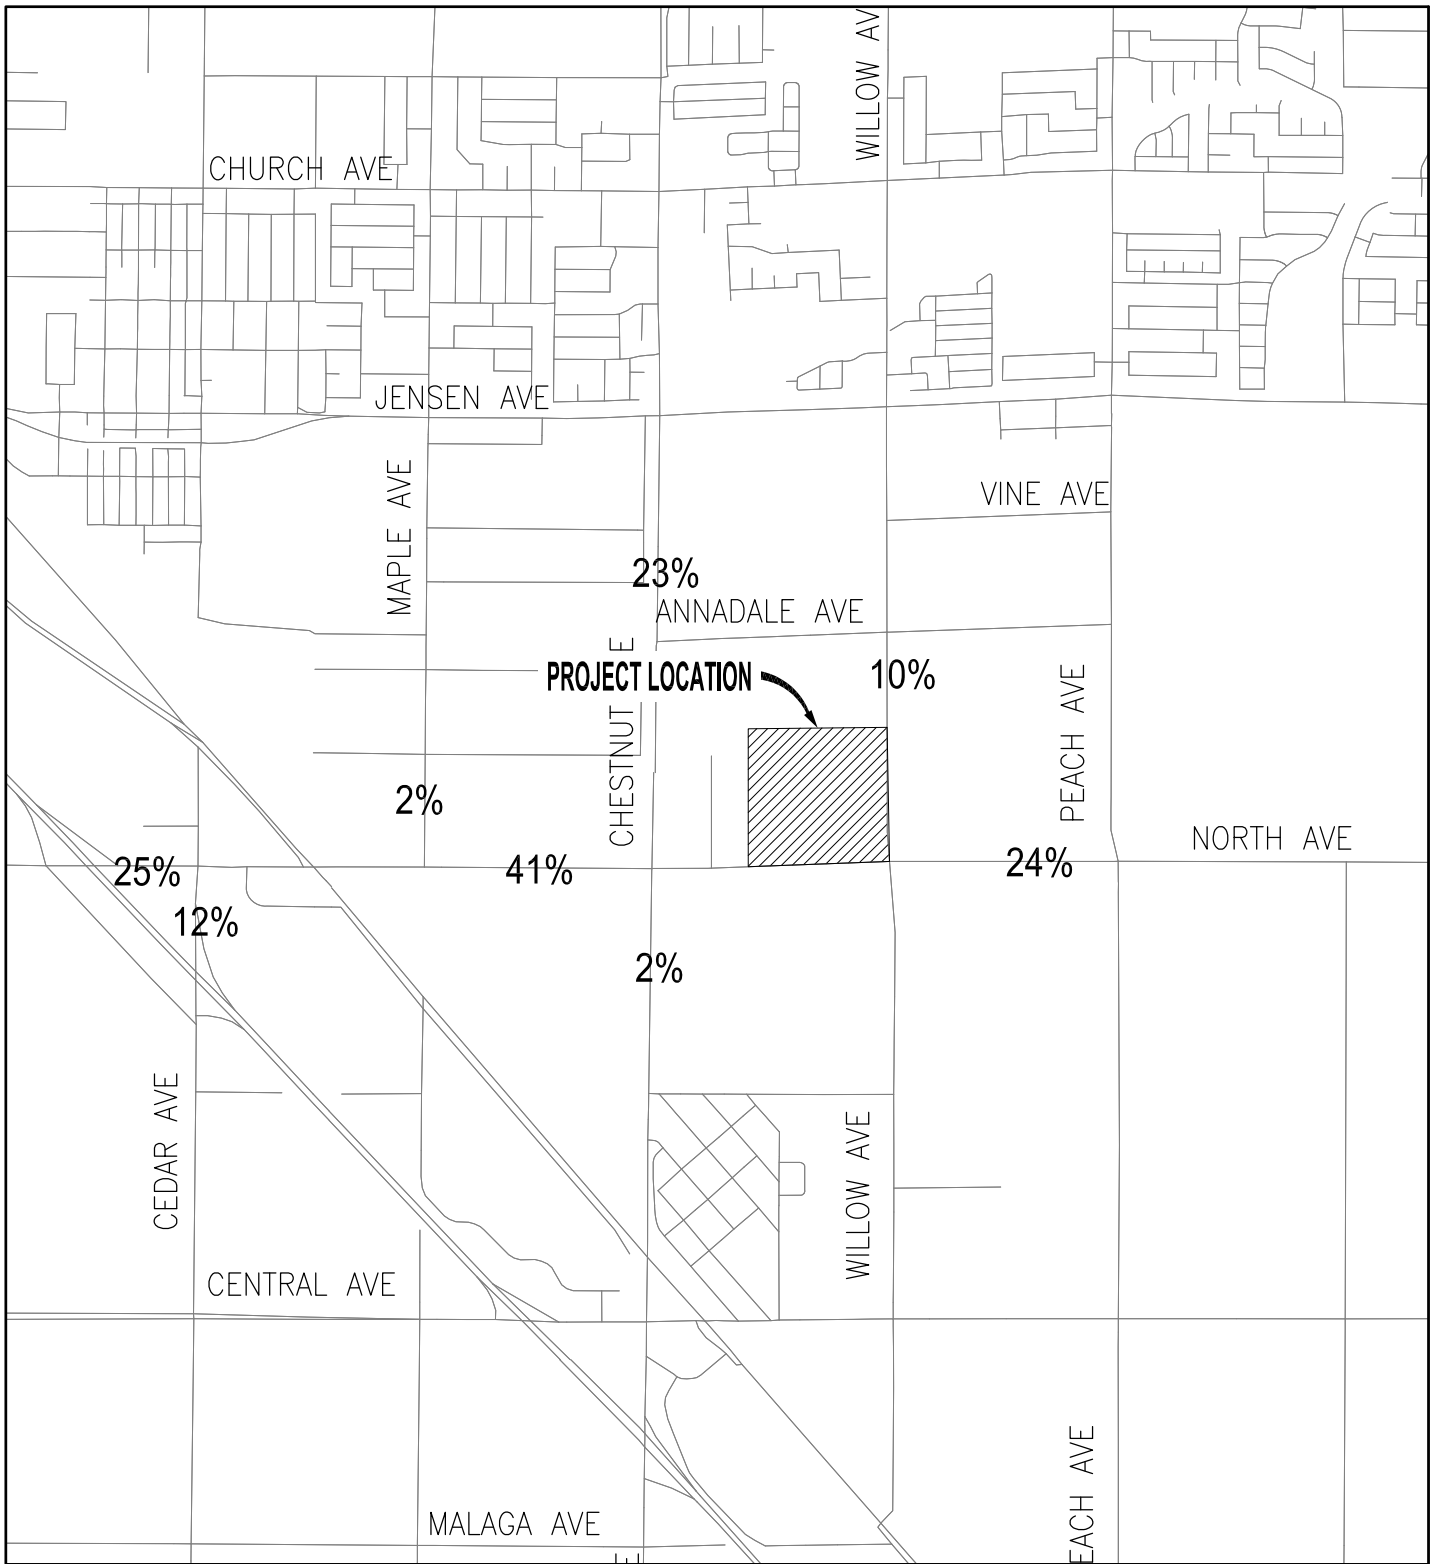 WILLOW AV
CHURCH AVE
JENSEN AVE
MAPLE AVE
VINE AVE
23%
ANNADALE AVE
CHESTNUT E
PROJECT LOCATION
10%
PEACH AVE
2%
NORTH AVE
25%
41%
24%
12%
2%
CEDAR AVE
WILLOW AVE
CENTRAL AVE
EACH AVE
MALAGA AVE
E